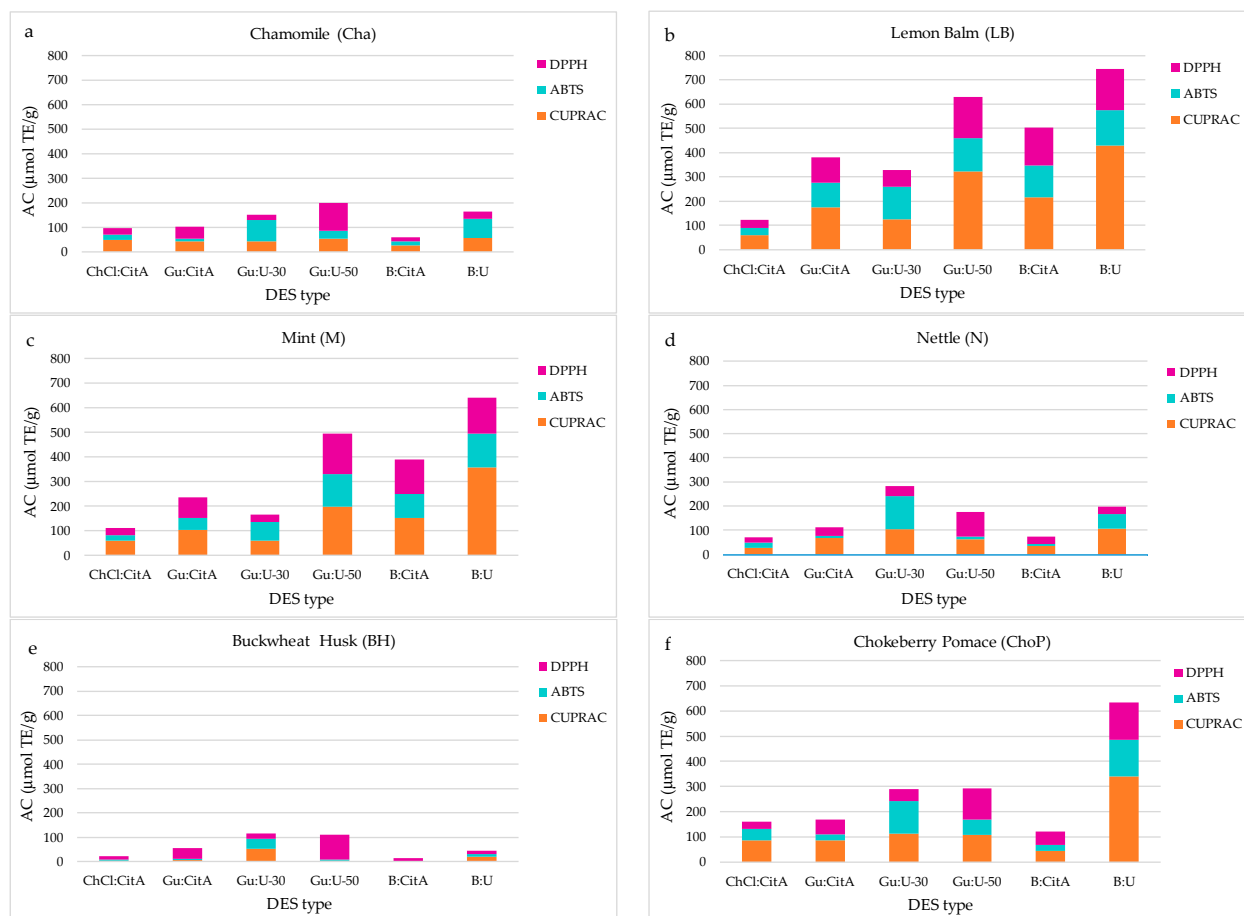 a
Chamomile (Cha)
AC (µmol TE/g)
800
700
600
500
400
300
200
100
0
ChCl:CitA Gu:CitA Gu:U-30 Gu:U-50 B:CitA B:U
DES type
DPPH
ABTS
CUPRAC
b
Lemon Balm (LB)
AC (µmol TE/g)
800
700
600
500
400
300
200
100
0
ChCl:CitA Gu:CitA Gu:U-30 Gu:U-50 B:CitA B:U
DES type
DPPH
ABTS
CUPRAC
c
Mint (M)
AC (µmol TE/g)
800
700
600
500
400
300
200
100
0
ChCl:CitA Gu:CitA Gu:U-30 Gu:U-50 B:CitA B:U
DES type
DPPH
ABTS
CUPRAC
d
Nettle (N)
AC (µmol TE/g)
800
700
600
500
400
300
200
100
0
ChCl:CitA Gu:CitA Gu:U-30 Gu:U-50 B:CitA B:U
DES type
DPPH
ABTS
CUPRAC
e
Buckwheat Husk (BH)
AC (µmol TE/g)
800
700
600
500
400
300
200
100
0
ChCl:CitA Gu:CitA Gu:U-30 Gu:U-50 B:CitA B:U
DES type
DPPH
ABTS
CUPRAC
f
Chokeberry Pomace (ChoP)
AC (µmol TE/g)
800
700
600
500
400
300
200
100
0
ChCl:CitA Gu:CitA Gu:U-30 Gu:U-50 B:CitA B:U
DES type
DPPH
ABTS
CUPRAC